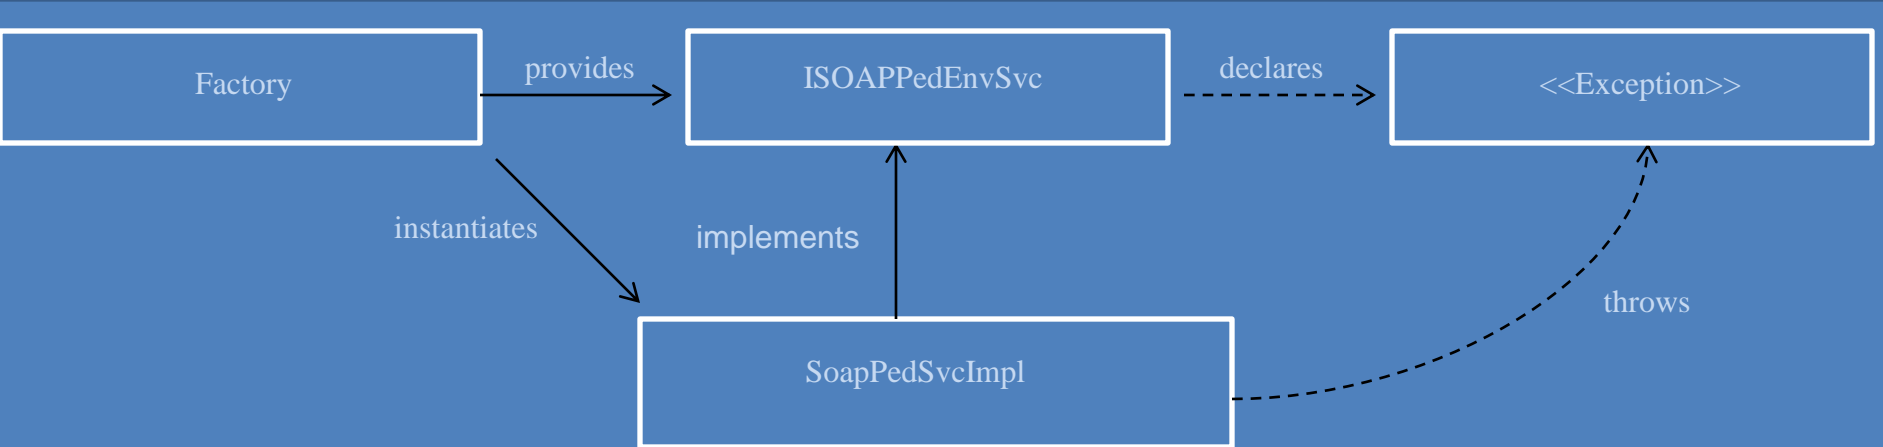 Factory
provides
ISOAPPedEnvSvc
declares
<<Exception>>
instantiates
implements
throws
SoapPedSvcImpl